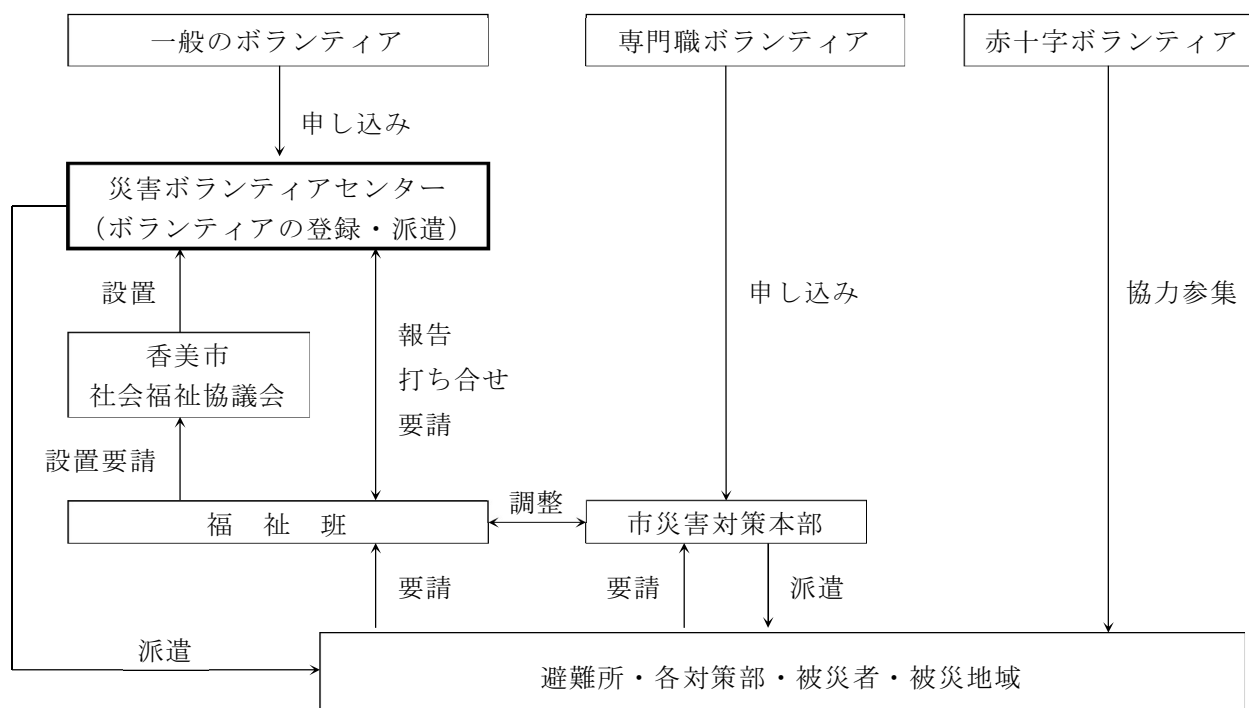 一般のボランティア
専門職ボランティア
赤十字ボランティア
申し込み
災害ボランティアセンター
(ボランティアの登録・派遣)
設置
申し込み
協力参集
報告
打ち合せ
要請
香美市
社会福祉協議会
設置要請
福 祉 班
調整
市災害対策本部
要請
要請
派遣
派遣
避難所・各対策部・被災者・被災地域